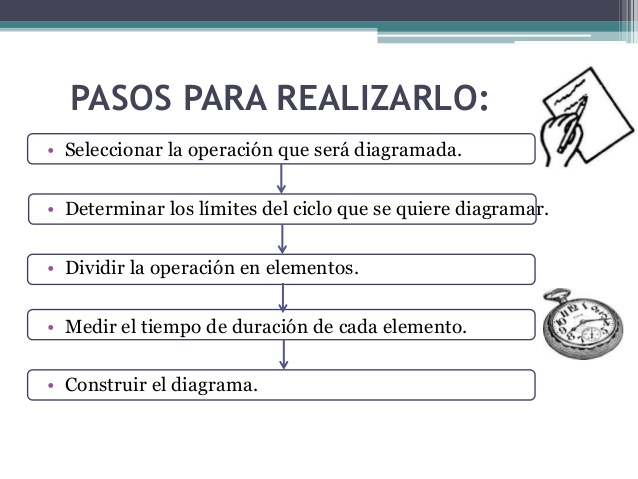 PASOS PARA REALIZARLO:
• Seleccionar la operación que será diagramada.
• Determinar los límites del ciclo que se quiere diagramar.
• Dividir la operación en elementos.
• Medir el tiempo de duración de cada elemento.
• Construir el diagrama.